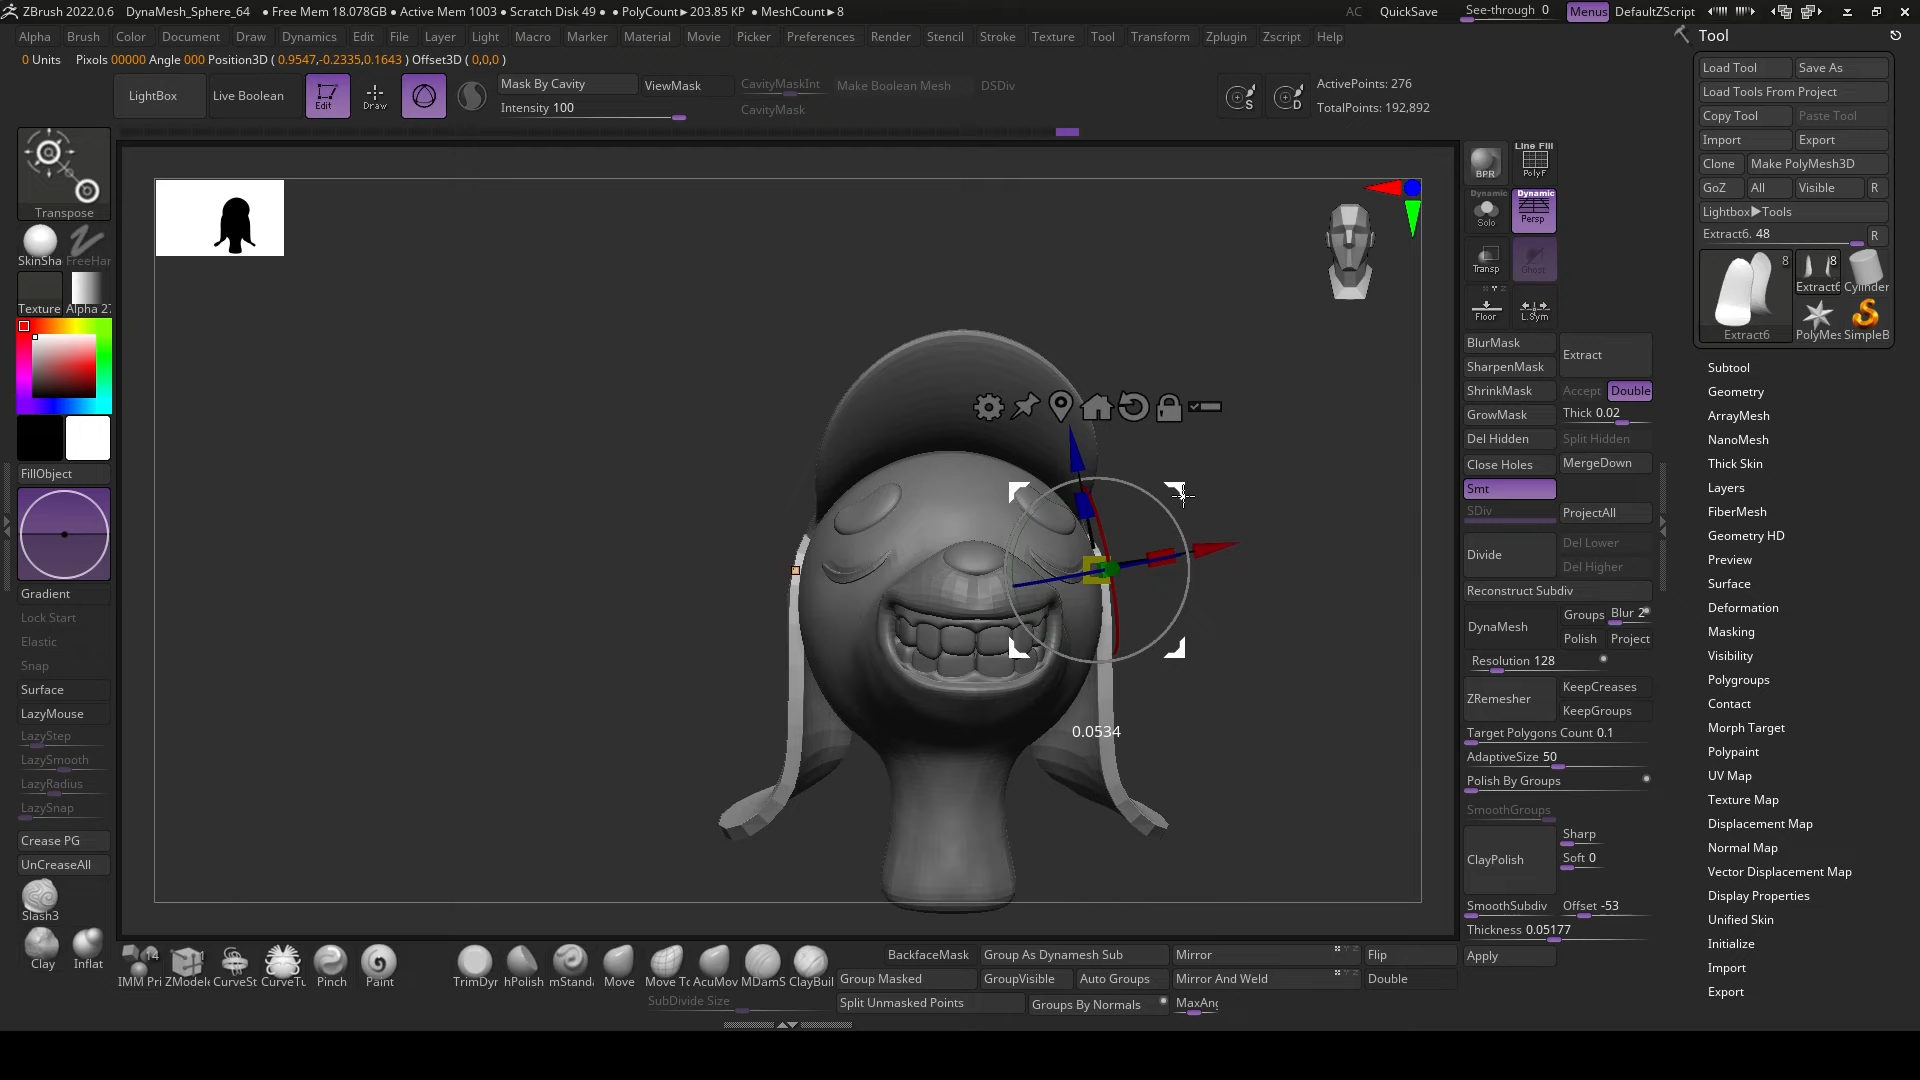 ZBrush 2022.0.6 DynaMesh_Sphere_64 ● Free Mem 18.078GB ● Active Mem 1003 ● Scratch Disk 49 ● PolyCount▸203.85 KP ● MeshCount▸8 AC QuickSave See-through 0 Menus DefaultZScript
Alpha Brush Color Document Draw Dynamics Edit File Layer Light Macro Marker Material Movie Picker Preferences Render Stencil Stroke Texture Tool Transform Zplugin Zscript Help
0 Units Pixols 00000 Angle 000 Position3D ( 0.9547,-0.2335,0.1643 ) Offset3D ( 0,0,0 )
LightBox Live Boolean Edit Draw Mask By Cavity ViewMask CavityMaskInt Make Boolean Mesh DSDiv S D ActivePoints: 276
Intensity 100 CavityMask TotalPoints: 192,892
Transpose
SkinSha FreeHar
Texture Alpha 2
FillObject
Gradient
Lock Start
Elastic
Snap
Surface
LazyMouse
LazyStep
LazySmooth
LazyRadius
LazySnap
Crease PG
UnCreaseAll
Slash3
Clay Inflat
0.0534
BPR Line Fill PolyF
Dynamic Solo Dynamic Persp
Transp Ghost
Floor L.Sym
BlurMask Extract
SharpenMask
ShrinkMask Accept Double
GrowMask Thick 0.02
Del Hidden Split Hidden
Close Holes MergeDown
Smt
SDiv ProjectAll
Divide Del Lower
Del Higher
Reconstruct Subdiv
DynaMesh Groups Blur 2
Polish Project
Resolution 128
ZRemesher KeepCreases
KeepGroups
Target Polygons Count 0.1
AdaptiveSize 50
Polish By Groups
SmoothGroups
ClayPolish Sharp
Soft 0
SmoothSubdiv Offset -53
Thickness 0.05177
Apply
Tool
Load Tool Save As
Load Tools From Project
Copy Tool Paste Tool
Import Export
Clone Make PolyMesh3D
GoZ All Visible R
Lightbox▶Tools
Extract6. 48 R
8 8
Extract6 Cylinder
Extract6 PolyMes SimpleB
Subtool
Geometry
ArrayMesh
NanoMesh
Thick Skin
Layers
FiberMesh
Geometry HD
Preview
Surface
Deformation
Masking
Visibility
Polygroups
Contact
Morph Target
Polypaint
UV Map
Texture Map
Displacement Map
Normal Map
Vector Displacement Map
Display Properties
Unified Skin
Initialize
Import
Export
14
IMM Pri ZModel CurveSt CurveTu Pinch Paint TrimDyr hPolish mStand Move Move To AcuMov MDamS ClayBuil
BackfaceMask Group As Dynamesh Sub Mirror Flip
Group Masked GroupVisible Auto Groups Mirror And Weld Double
SubDivide Size Split Unmasked Points Groups By Normals MaxAng